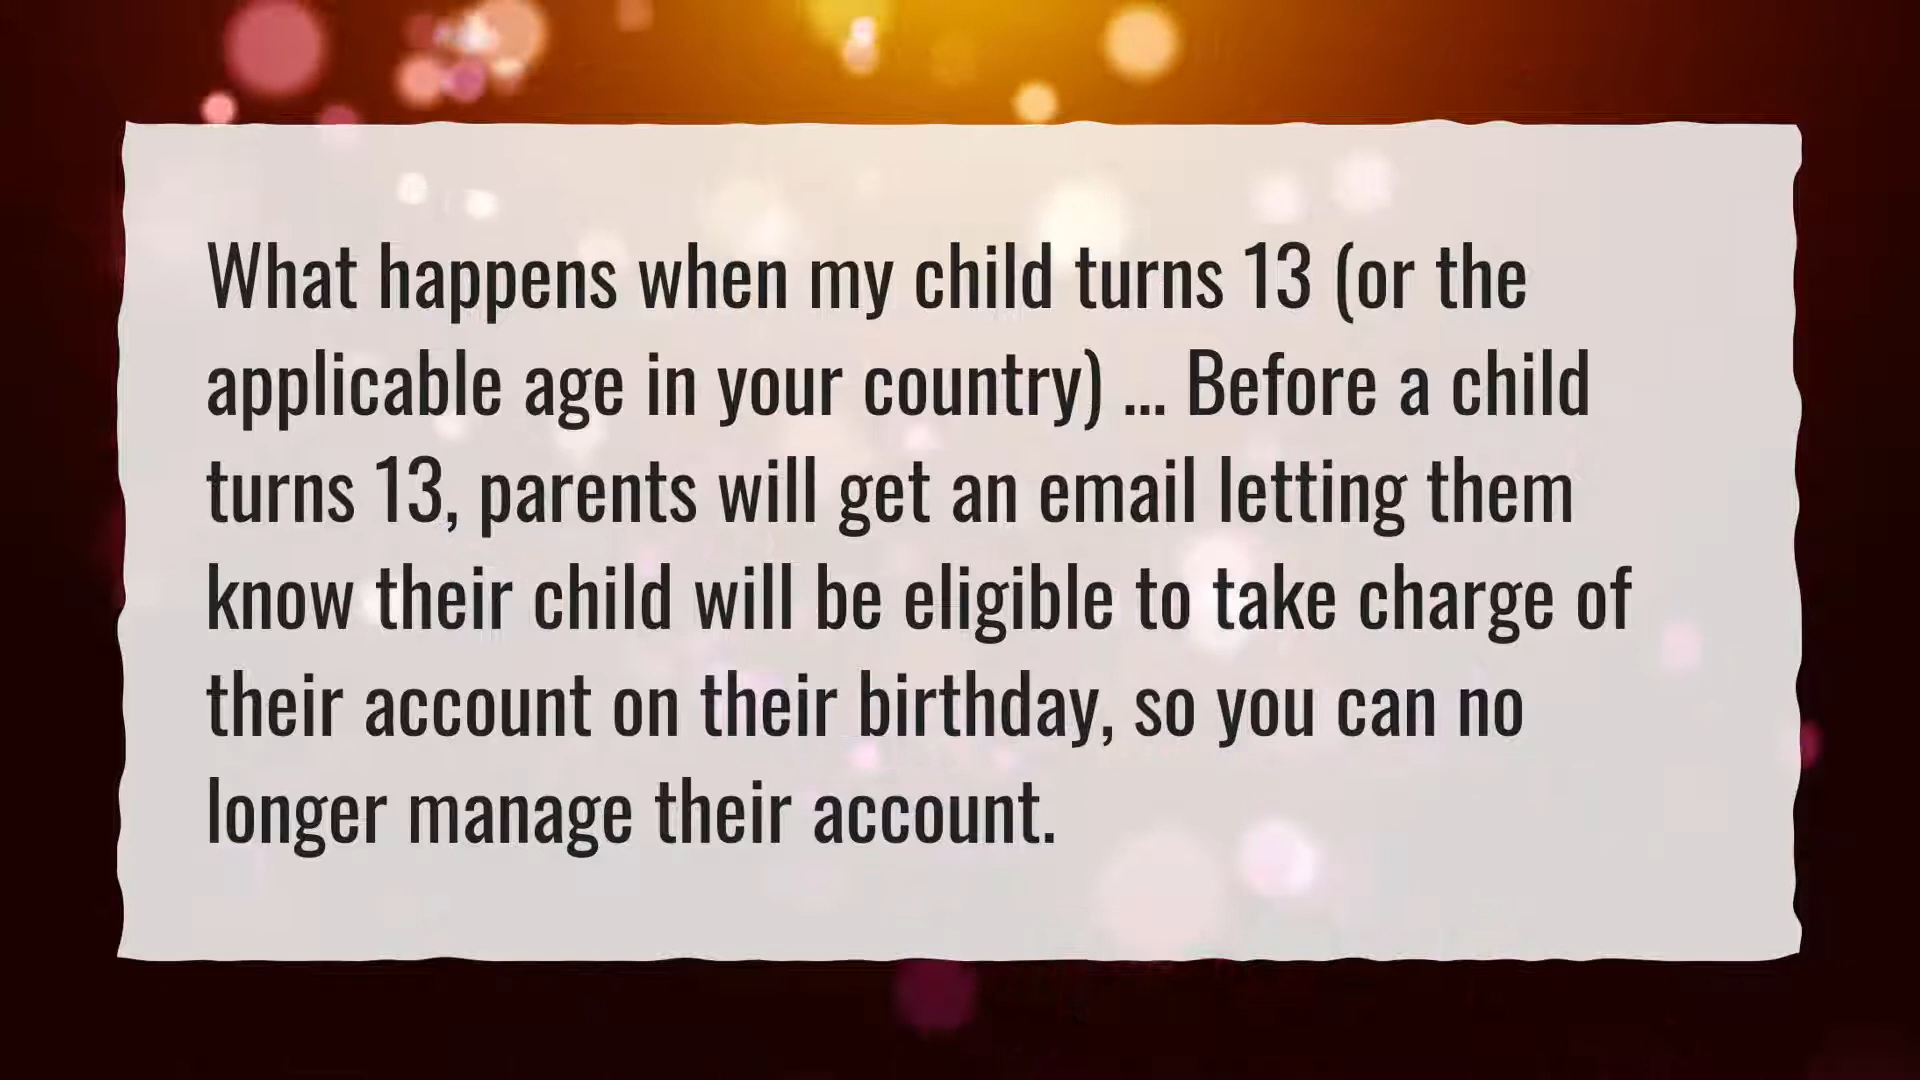 What happens when my child turns 13 (or the
applicable age in your country) ... Before a child
turns 13, parents will get an email letting them
know their child will be eligible to take charge of
their account on their birthday, so you can no
longer manage their account.